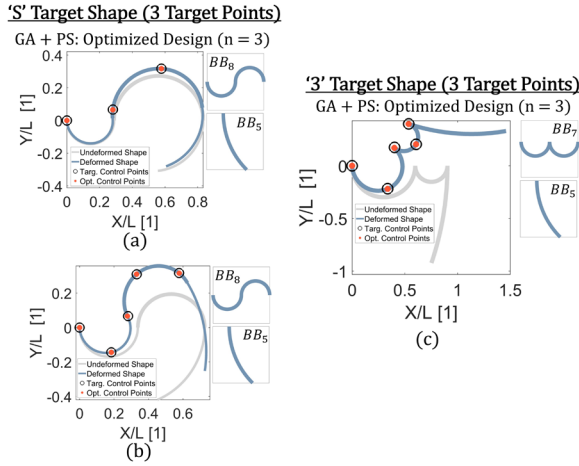 'S' Target Shape (3 Target Points)
GA + PS: Optimized Design (n = 3)
0.4
0.2
0
-0.2
-0.4
Y/L [1]
0 0.2 0.4 0.6 0.8
X/L [1]
Undeformed Shape
Deformed Shape
Targ. Control Points
Opt. Control Points
BB8
BB5
(a)
0.2
0
-0.2
-0.4
Y/L [1]
0 0.2 0.4 0.6
X/L [1]
Undeformed Shape
Deformed Shape
Targ. Control Points
Opt. Control Points
BB8
BB5
(b)
'3' Target Shape (3 Target Points)
GA + PS: Optimized Design (n = 3)
0
-0.5
-1
Y/L [1]
0 0.5 1 1.5
X/L [1]
Undeformed Shape
Deformed Shape
Targ. Control Points
Opt. Control Points
BB7
BB5
(c)